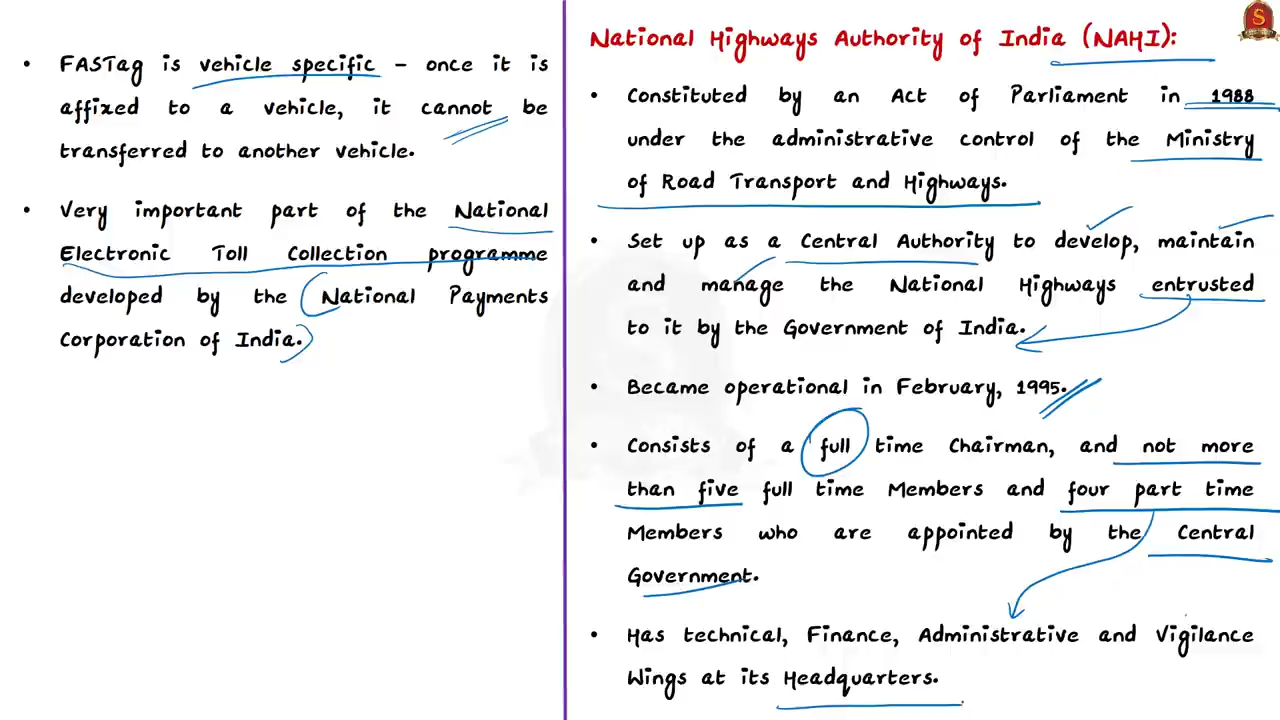 • FASTag is vehicle specific – once it is
affixed to a vehicle, it cannot be
transferred to another vehicle.
• Very important part of the National
Electronic Toll Collection programme
developed by the National Payments
Corporation of India.
National Highways Authority of India (NAHI):
• Constituted by an Act of Parliament in 1988
under the administrative control of the Ministry
of Road Transport and Highways.
• Set up as a Central Authority to develop, maintain
and manage the National Highways entrusted
to it by the Government of India.
• Became operational in February, 1995.
• Consists of a full time Chairman, and not more
than five full time Members and four part time
Members who are appointed by the Central
Government.
• Has technical, Finance, Administrative and Vigilance
Wings at its Headquarters.